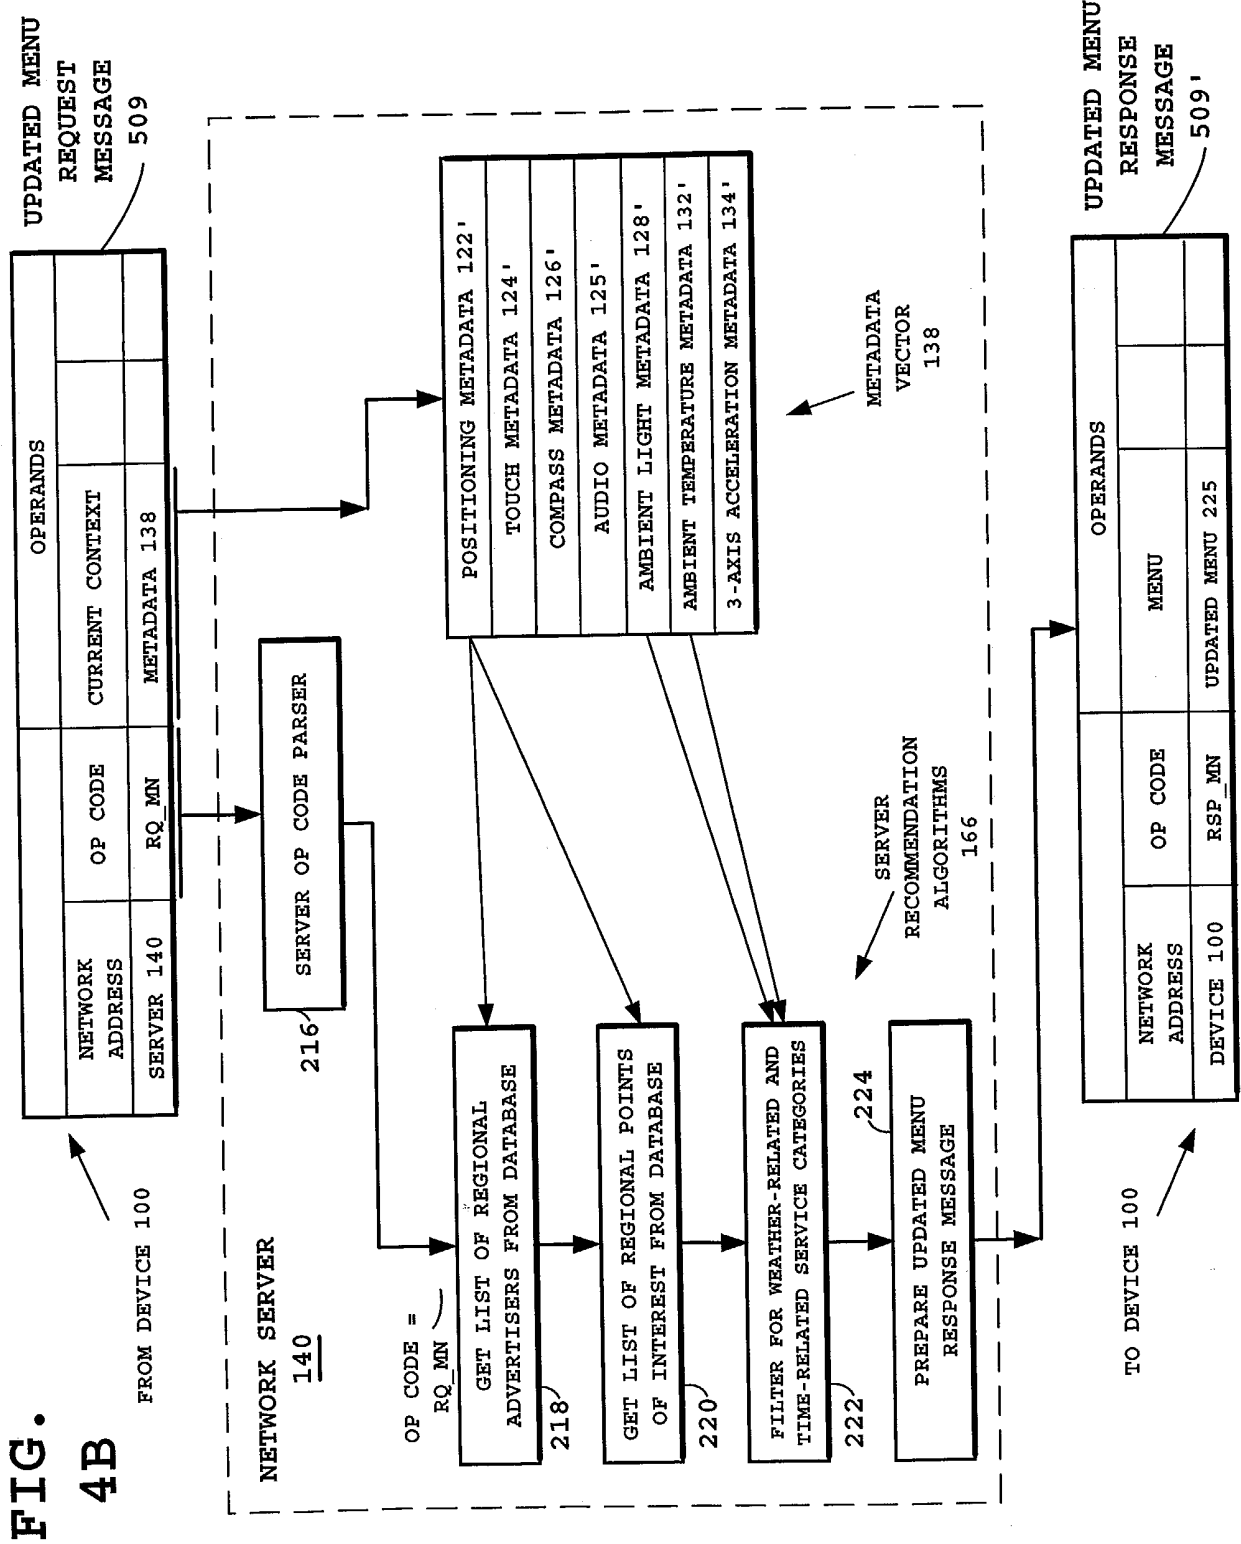 FIG.
4B
FROM DEVICE 100
UPDATED MENU
REQUEST
MESSAGE
509
OPERANDS
NETWORK
ADDRESS
OP CODE
CURRENT CONTEXT
SERVER 140
RQ_MN
METADATA 138
NETWORK SERVER
140
216
SERVER OP CODE PARSER
OP CODE =
RQ_MN
GET LIST OF REGIONAL
ADVERTISERS FROM DATABASE
218
GET LIST OF REGIONAL POINTS
OF INTEREST FROM DATABASE
220
FILTER FOR WEATHER-RELATED AND
TIME-RELATED SERVICE CATEGORIES
222
224
PREPARE UPDATED MENU
RESPONSE MESSAGE
SERVER
RECOMMENDATION
ALGORITHMS
166
POSITIONING METADATA 122'
TOUCH METADATA 124'
COMPASS METADATA 126'
AUDIO METADATA 125'
AMBIENT LIGHT METADATA 128'
AMBIENT TEMPERATURE METADATA 132'
3-AXIS ACCELERATION METADATA 134'
METADATA
VECTOR
138
TO DEVICE 100
UPDATED MENU
RESPONSE
MESSAGE
509'
OPERANDS
NETWORK
ADDRESS
OP CODE
MENU
DEVICE 100
RSP_MN
UPDATED MENU 225